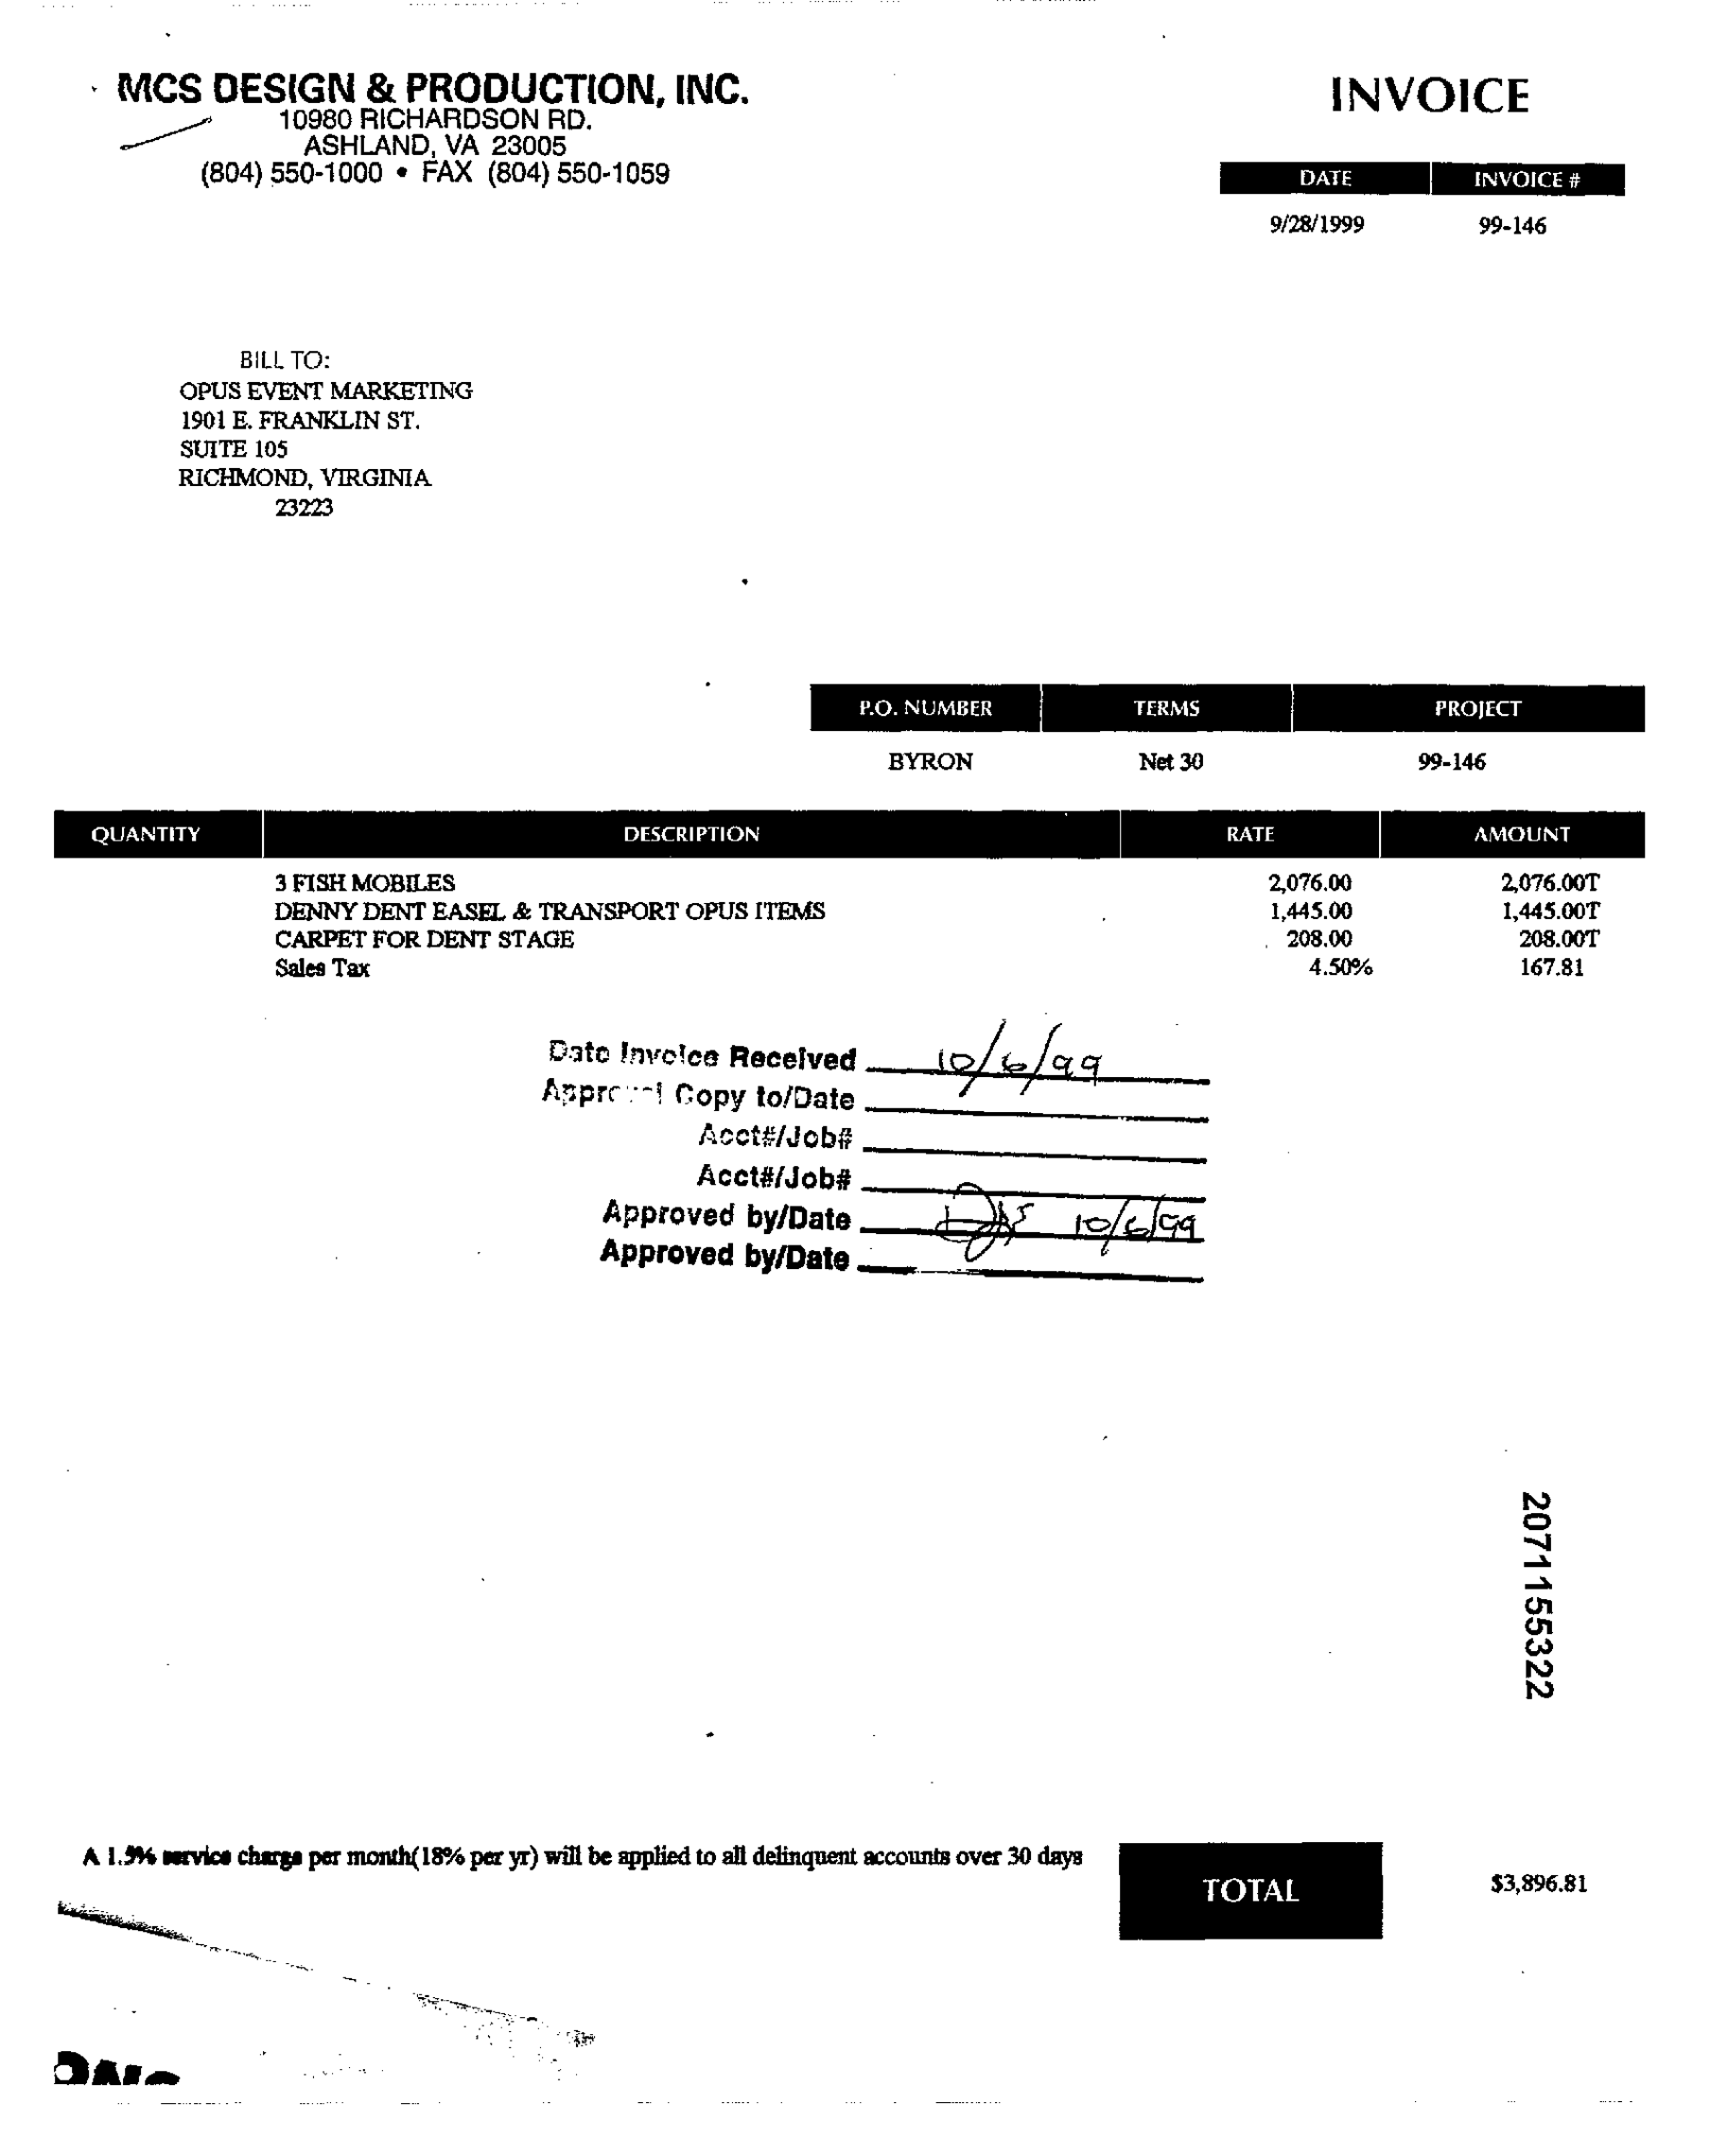 MCS DESIGN & PRODUCTION, INC.
10980 RICHARDSON RD.
ASHLAND, VA 23005
(804) 550-1000 • FAX (804) 550-1059
INVOICE
DATE INVOICE #
9/28/1999 99-146
BILL TO:
OPUS EVENT MARKETING
1901 E. FRANKLIN ST.
SUITE 105
RICHMOND, VIRGINIA
23223
P.O. NUMBER TERMS PROJECT
BYRON Net 30 99-146
QUANTITY DESCRIPTION RATE AMOUNT
3 FISH MOBILES 2,076.00 2,076.00T
DENNY DENT EASEL & TRANSPORT OPUS ITEMS 1,445.00 1,445.00T
CARPET FOR DENT STAGE 208.00 208.00T
Sales Tax 4.50% 167.81
Date Invoice Received 10/6/99
Approval Copy to/Date
Acct#/Job#
Acct#/Job#
Approved by/Date 10/6/99
Approved by/Date
2071155322
A 1.5% service charge per month(18% per yr) will be applied to all delinquent accounts over 30 days
TOTAL $3,896.81